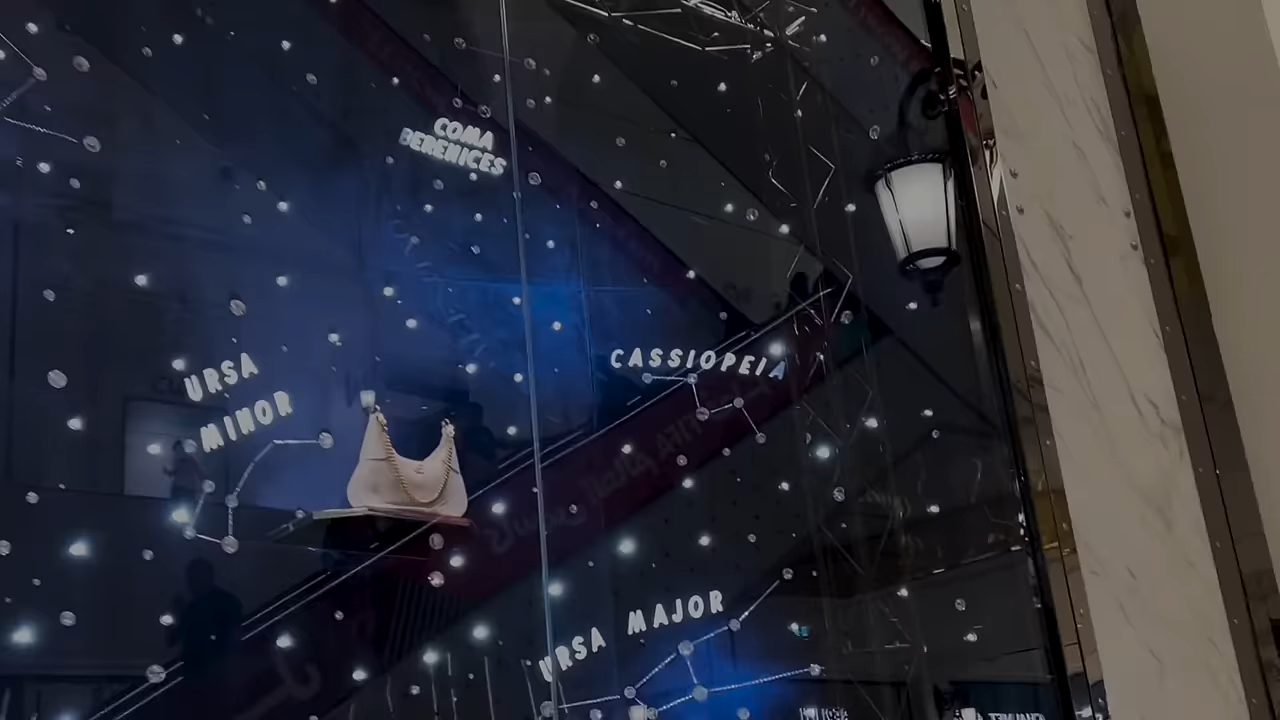 COMA
BERENICES
CASSIOPEIA
URSA
MINOR
URSA MAJOR